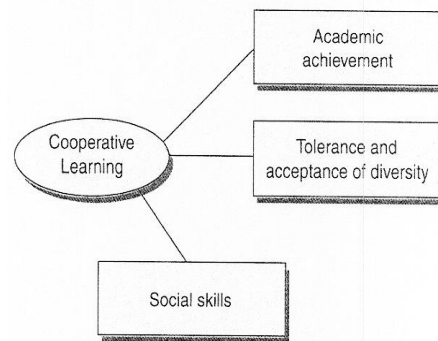 Academic
achievement
Cooperative
Learning
Tolerance and
acceptance of diversity
Social skills